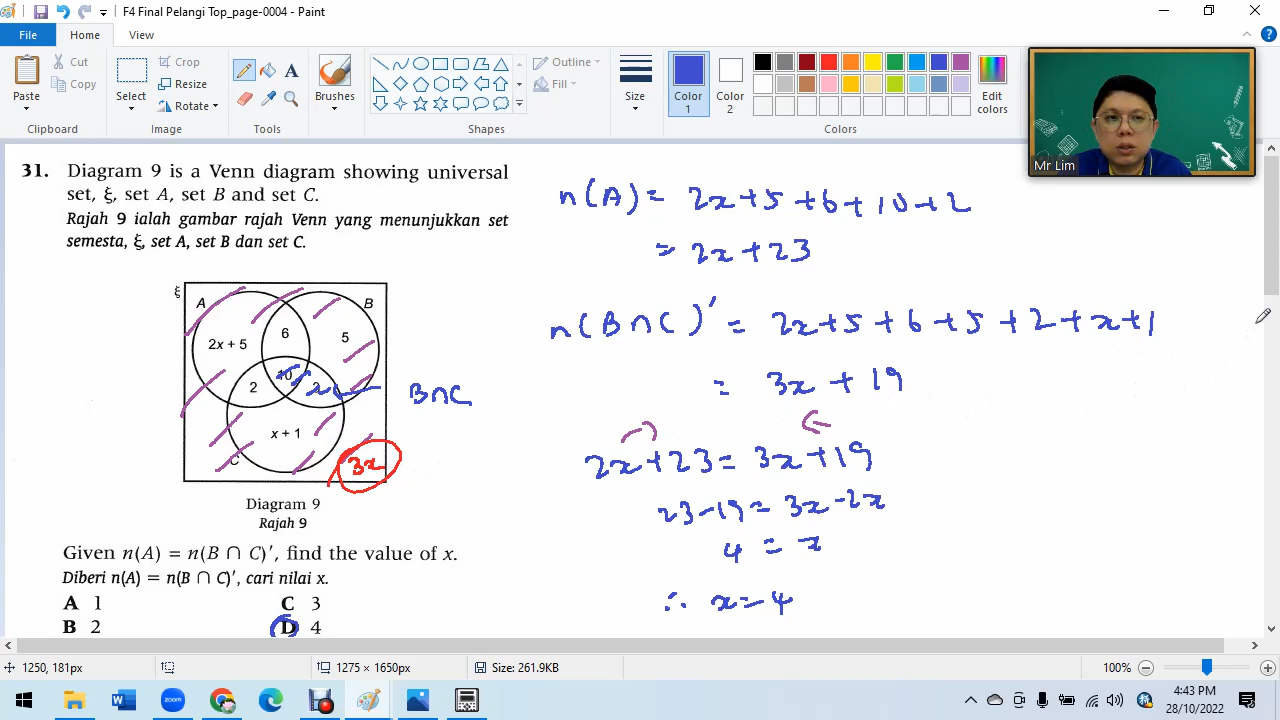 F4 Final Pelangi Top_page-0004 - Paint
File Home View
Paste Cut Copy Clipboard
Select Crop Resize Rotate Image
Tools
Brushes
Shapes Outline Fill
Size
Color 1 Color 2 Edit colors Colors
Mr Lim
31. Diagram 9 is a Venn diagram showing universal
set, ξ, set A, set B and set C.
Rajah 9 ialah gambar rajah Venn yang menunjukkan set
semesta, ξ, set A, set B dan set C.
ξ
A B
6
2x + 5 5
10
2
x + 1
C
3x
B∩C
Diagram 9
Rajah 9
Given n(A) = n(B ∩ C)′, find the value of x.
Diberi n(A) = n(B ∩ C)′, cari nilai x.
A 1 C 3
B 2 D 4
n(A) = 2x+5+6+10+2
= 2x+23
n(B∩C)′ = 2x+5+6+5+2+x+1
= 3x+19
2x+23=3x+19
23-19=3x-2x
4 = x
∴ x=4
1250, 181px 1275 × 1650px Size: 261.9KB 100%
zoom
4:43 PM
28/10/2022